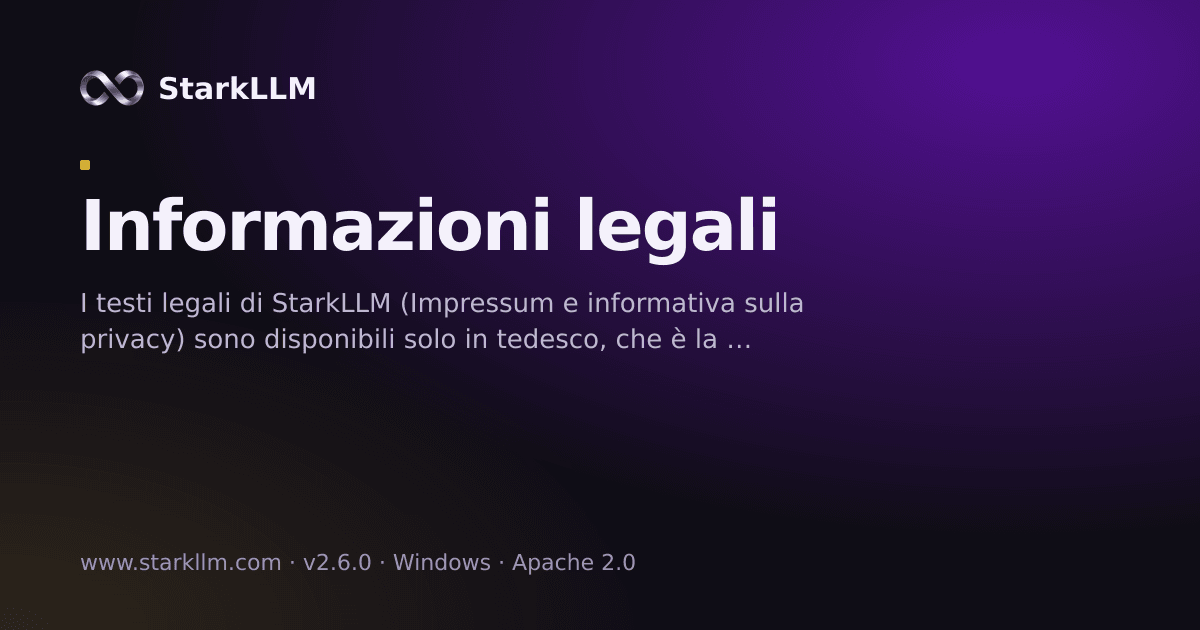 StarkLLM
Informazioni legali
I testi legali di StarkLLM (Impressum e informativa sulla
privacy) sono disponibili solo in tedesco, che è la …
www.starkllm.com · v2.6.0 · Windows · Apache 2.0